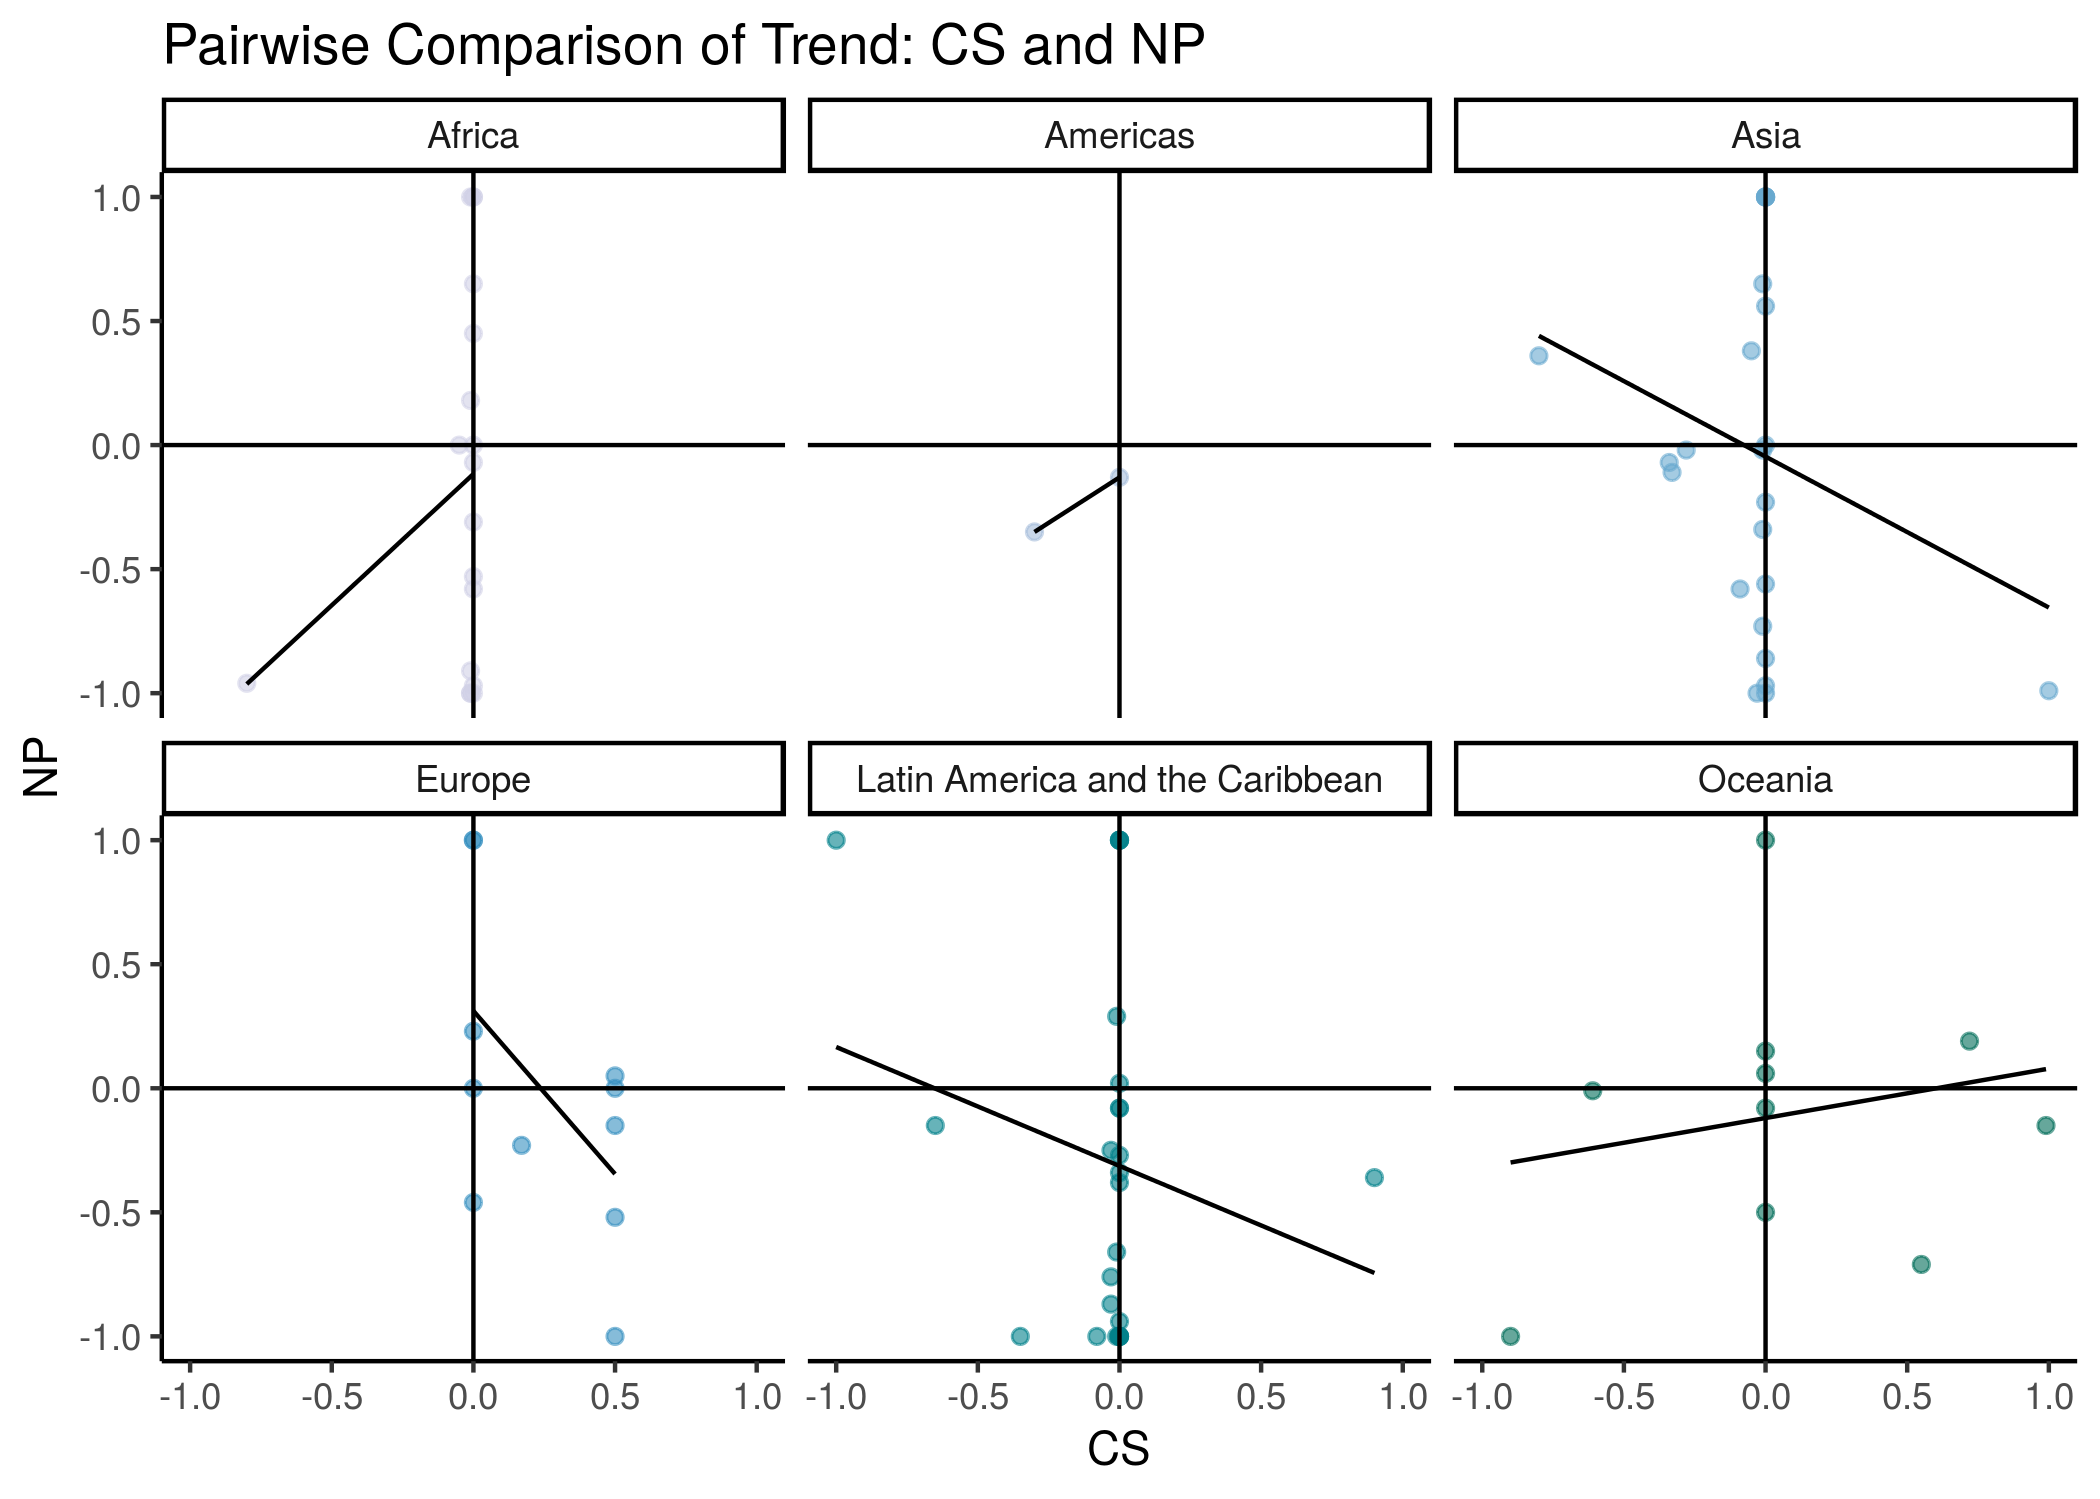 Pairwise Comparison of Trend: CS and NP
Africa
Americas
Asia
1.0
0.5
0.0
-0.5
-1.0
NP
Europe
Latin America and the Caribbean
Oceania
1.0
0.5
0.0
-0.5
-1.0
-1.0 -0.5 0.0 0.5 1.0 -1.0 -0.5 0.0 0.5 1.0 -1.0 -0.5 0.0 0.5 1.0
CS